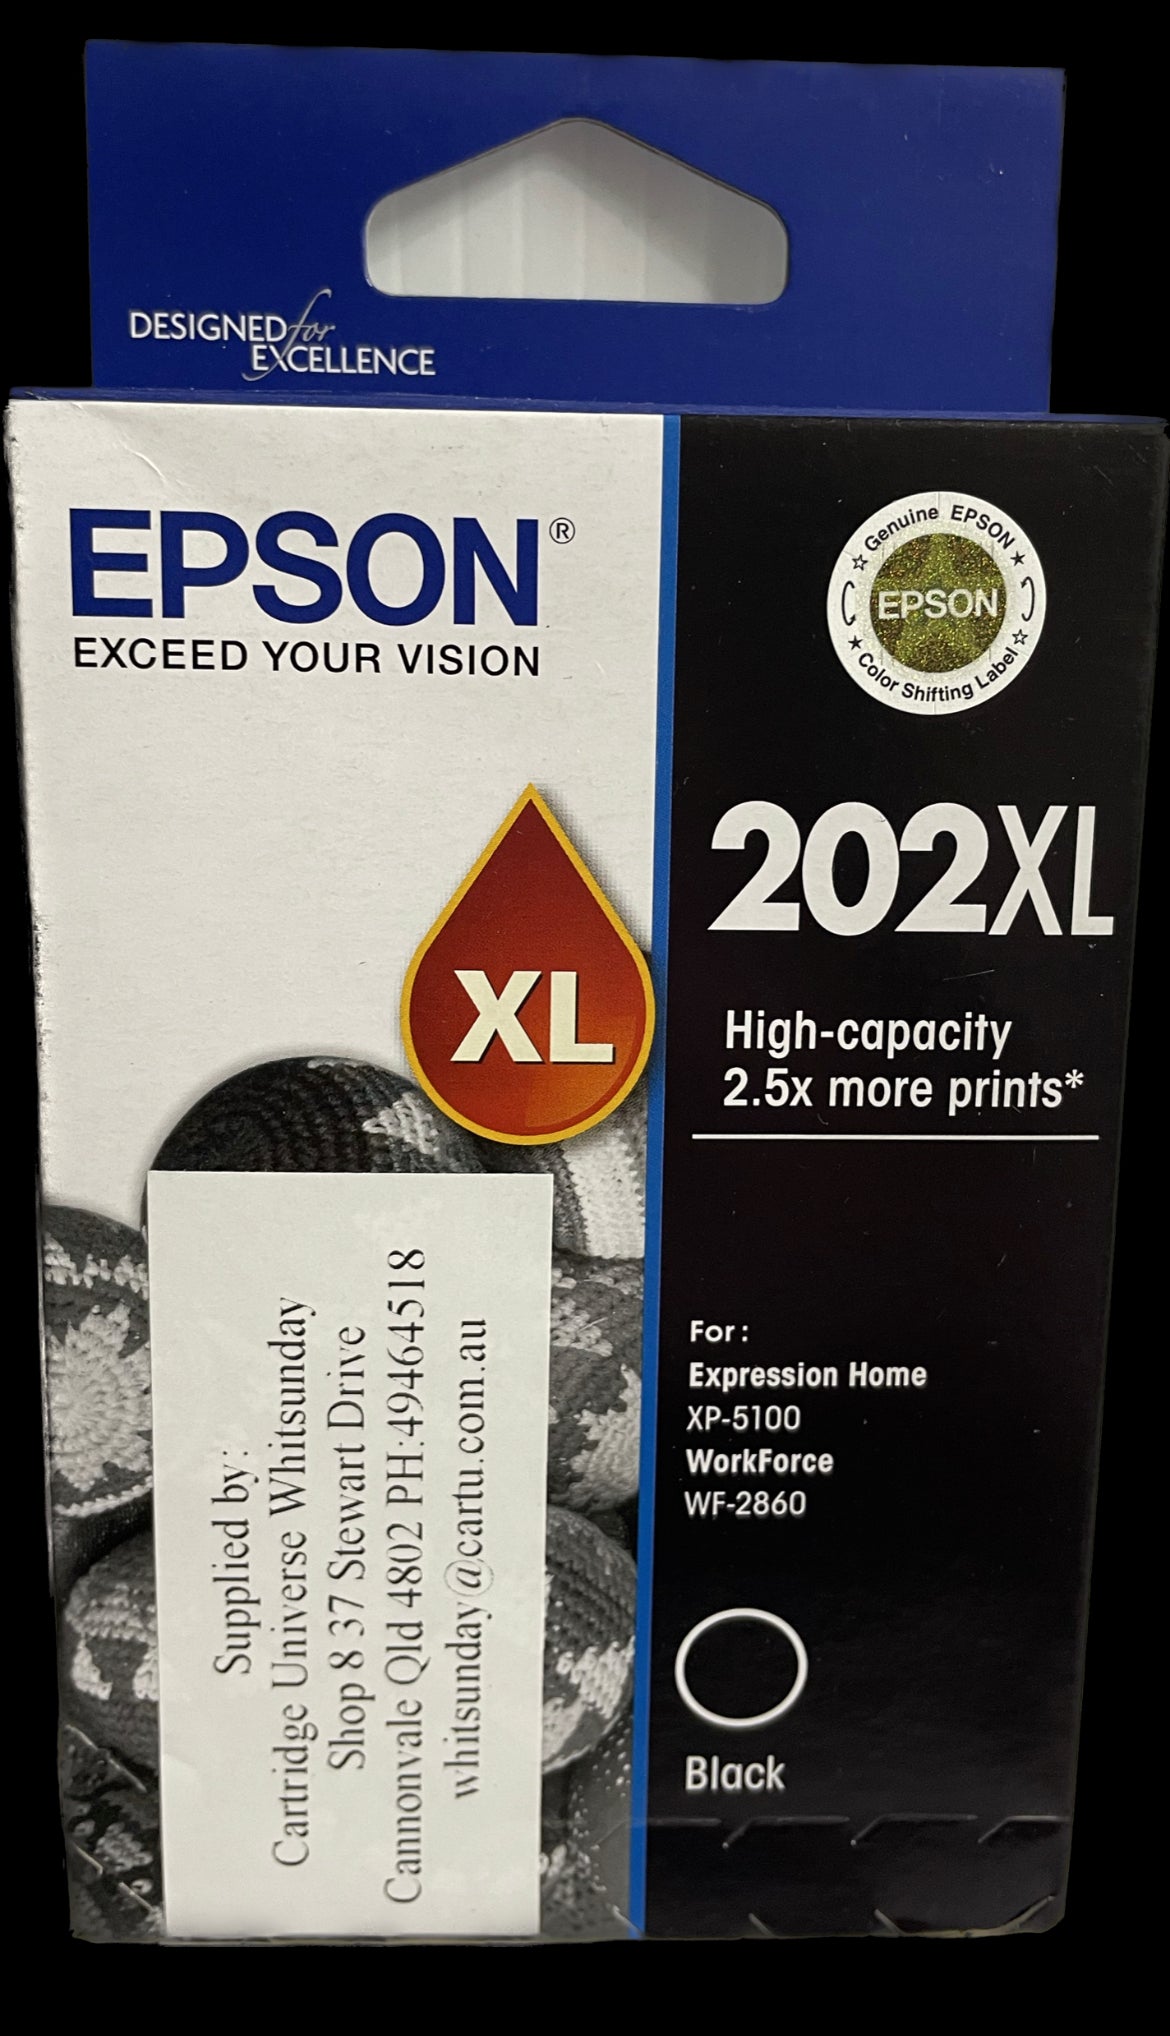 DESIGNED for
EXCELLENCE
EPSON®
EXCEED YOUR VISION
☆ Genuine EPSON ★
EPSON
★ Color Shifting Label ☆
202XL
XL
High-capacity
2.5x more prints*
For :
Expression Home
XP-5100
WorkForce
WF-2860
Black
Supplied by:
Cartridge Universe Whitsunday
Shop 8 37 Stewart Drive
Cannonvale Qld 4802 PH:49464518
whitsunday@cartu.com.au